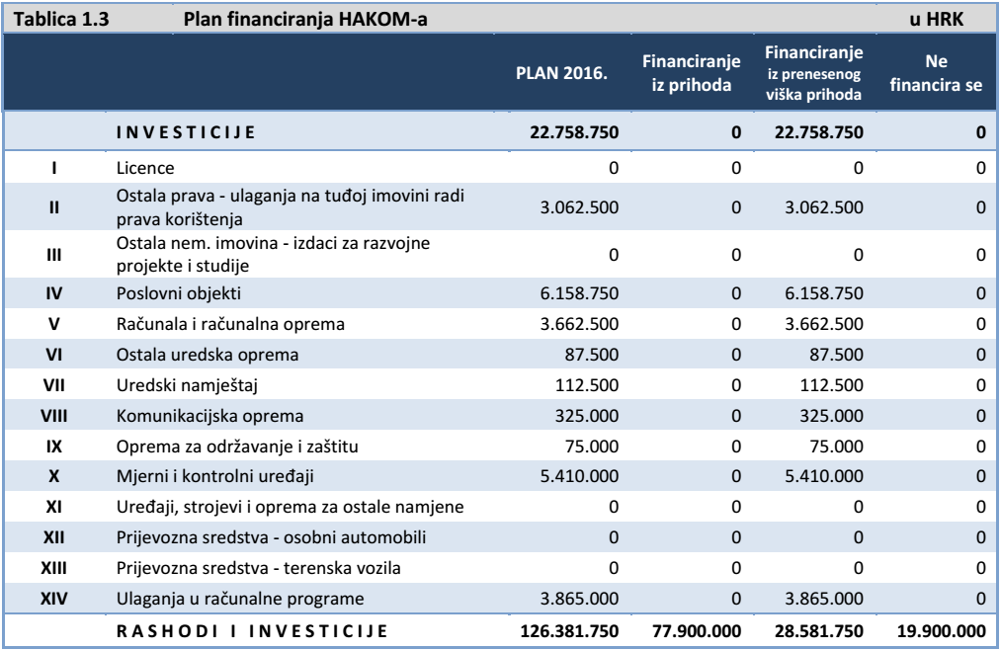 Tablica 1.3 Plan financiranja HAKOM-a u HRK
PLAN 2016. Financiranje iz prihoda Financiranje iz prenesenog viška prihoda Ne financira se
INVESTICIJE 22.758.750 0 22.758.750 0
I Licence 0 0 0 0
II Ostala prava - ulaganja na tuđoj imovini radi
prava korištenja 3.062.500 0 3.062.500 0
III Ostala nem. imovina - izdaci za razvojne
projekte i studije 0 0 0 0
IV Poslovni objekti 6.158.750 0 6.158.750 0
V Računala i računalna oprema 3.662.500 0 3.662.500 0
VI Ostala uredska oprema 87.500 0 87.500 0
VII Uredski namještaj 112.500 0 112.500 0
VIII Komunikacijska oprema 325.000 0 325.000 0
IX Oprema za održavanje i zaštitu 75.000 0 75.000 0
X Mjerni i kontrolni uređaji 5.410.000 0 5.410.000 0
XI Uređaji, strojevi i oprema za ostale namjene 0 0 0 0
XII Prijevozna sredstva - osobni automobili 0 0 0 0
XIII Prijevozna sredstva - terenska vozila 0 0 0 0
XIV Ulaganja u računalne programe 3.865.000 0 3.865.000 0
RASHODI I INVESTICIJE 126.381.750 77.900.000 28.581.750 19.900.000